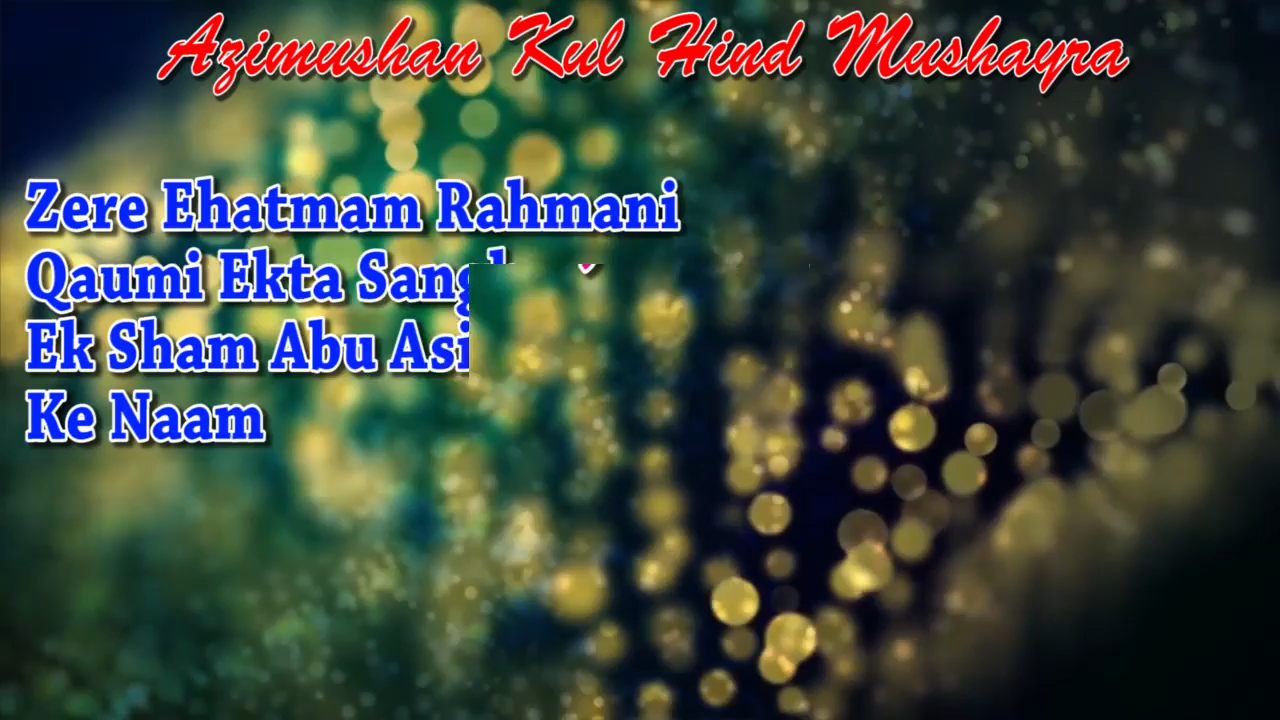 Azimushan Kul Hind Mushayra
Zere Ehatmam Rahmani
Qaumi Ekta
Ek Sham Abu
Ke Naam